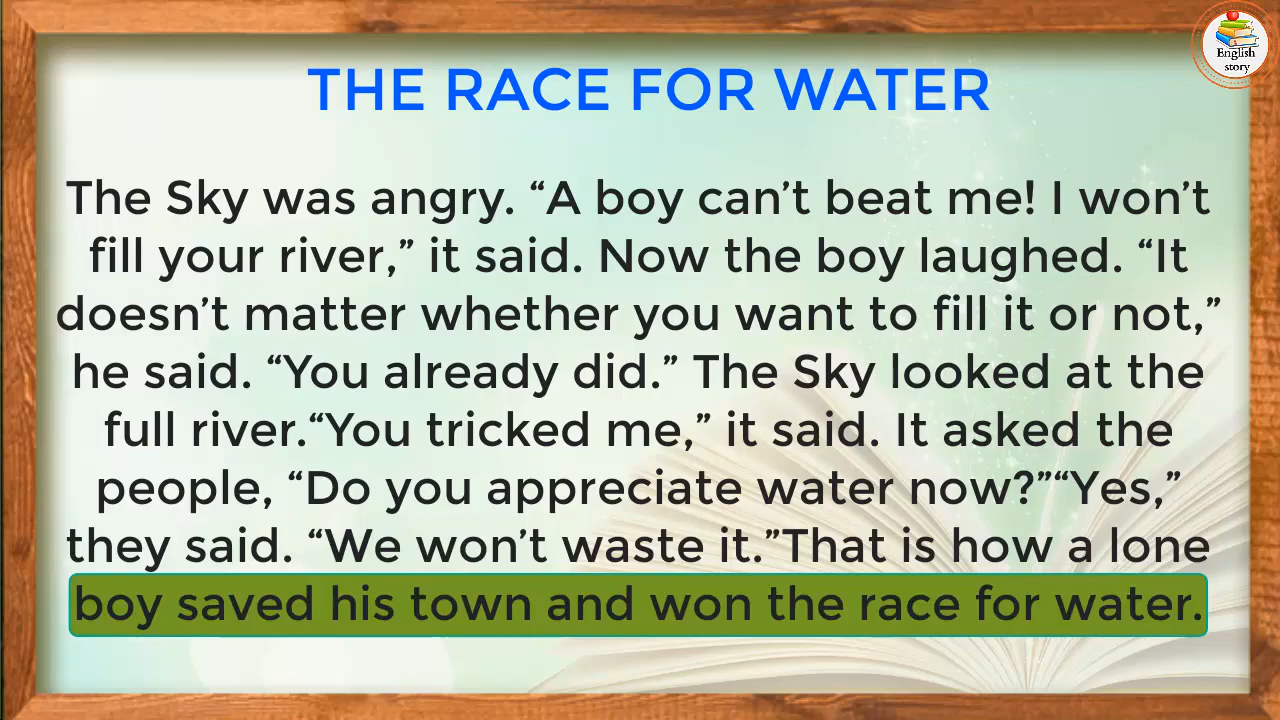 English
story
THE RACE FOR WATER
The Sky was angry. “A boy can’t beat me! I won’t
fill your river,” it said. Now the boy laughed. “It
doesn’t matter whether you want to fill it or not,”
he said. “You already did.” The Sky looked at the
full river.“You tricked me,” it said. It asked the
people, “Do you appreciate water now?”“Yes,”
they said. “We won’t waste it.”That is how a lone
boy saved his town and won the race for water.